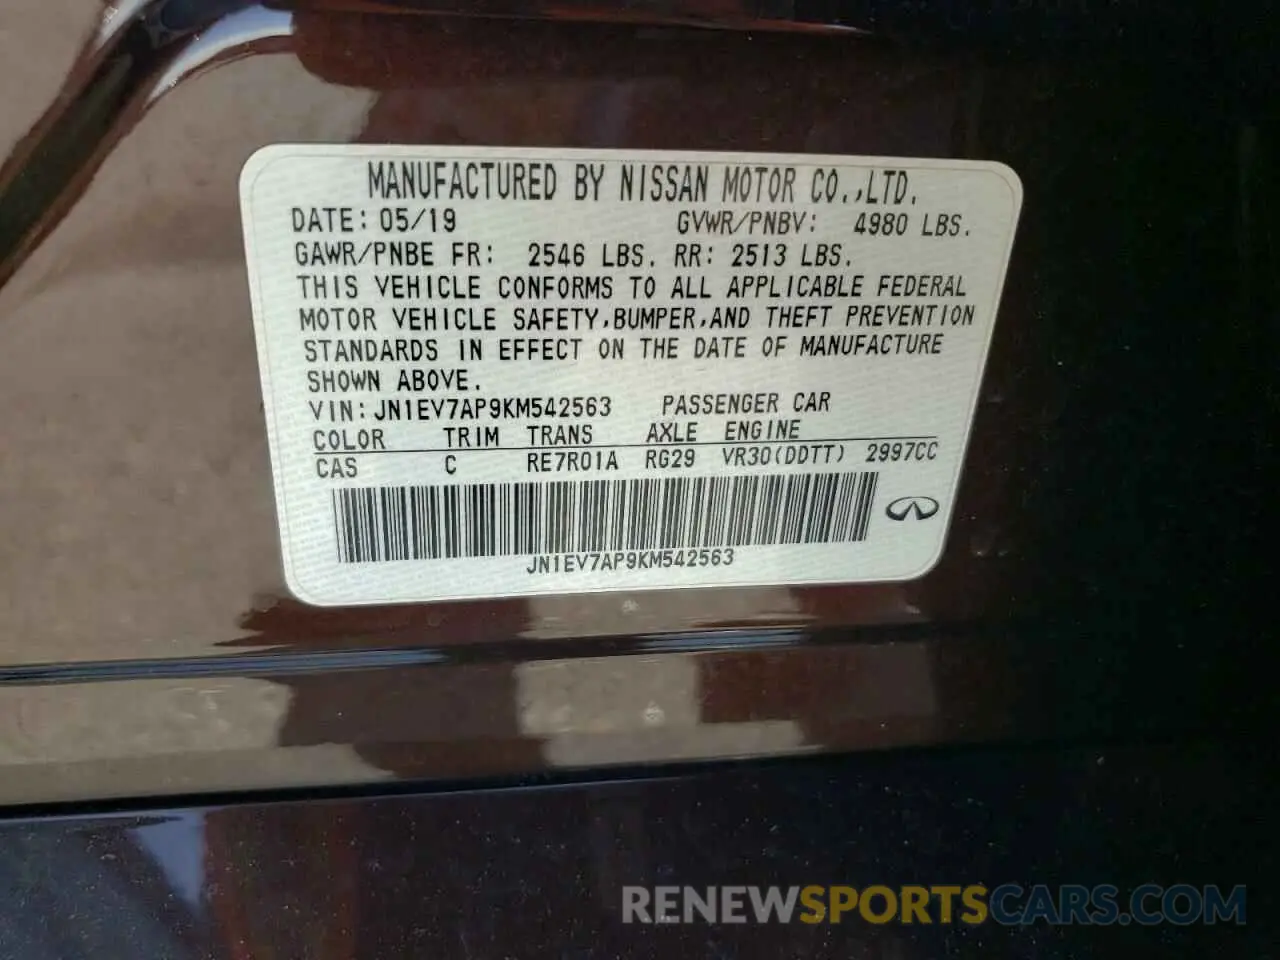 MANUFACTURED BY NISSAN MOTOR CO.,LTD.
DATE: 05/19 GVWR/PNBV: 4980 LBS.
GAWR/PNBE FR: 2546 LBS. RR: 2513 LBS.
THIS VEHICLE CONFORMS TO ALL APPLICABLE FEDERAL
MOTOR VEHICLE SAFETY,BUMPER,AND THEFT PREVENTION
STANDARDS IN EFFECT ON THE DATE OF MANUFACTURE
SHOWN ABOVE.
VIN: JN1EV7AP9KM542563 PASSENGER CAR
COLOR TRIM TRANS AXLE ENGINE
CAS C RE7R01A RG29 VR30(DDTT) 2997CC
JN1EV7AP9KM542563
RENEWSPORTSCARS.COM